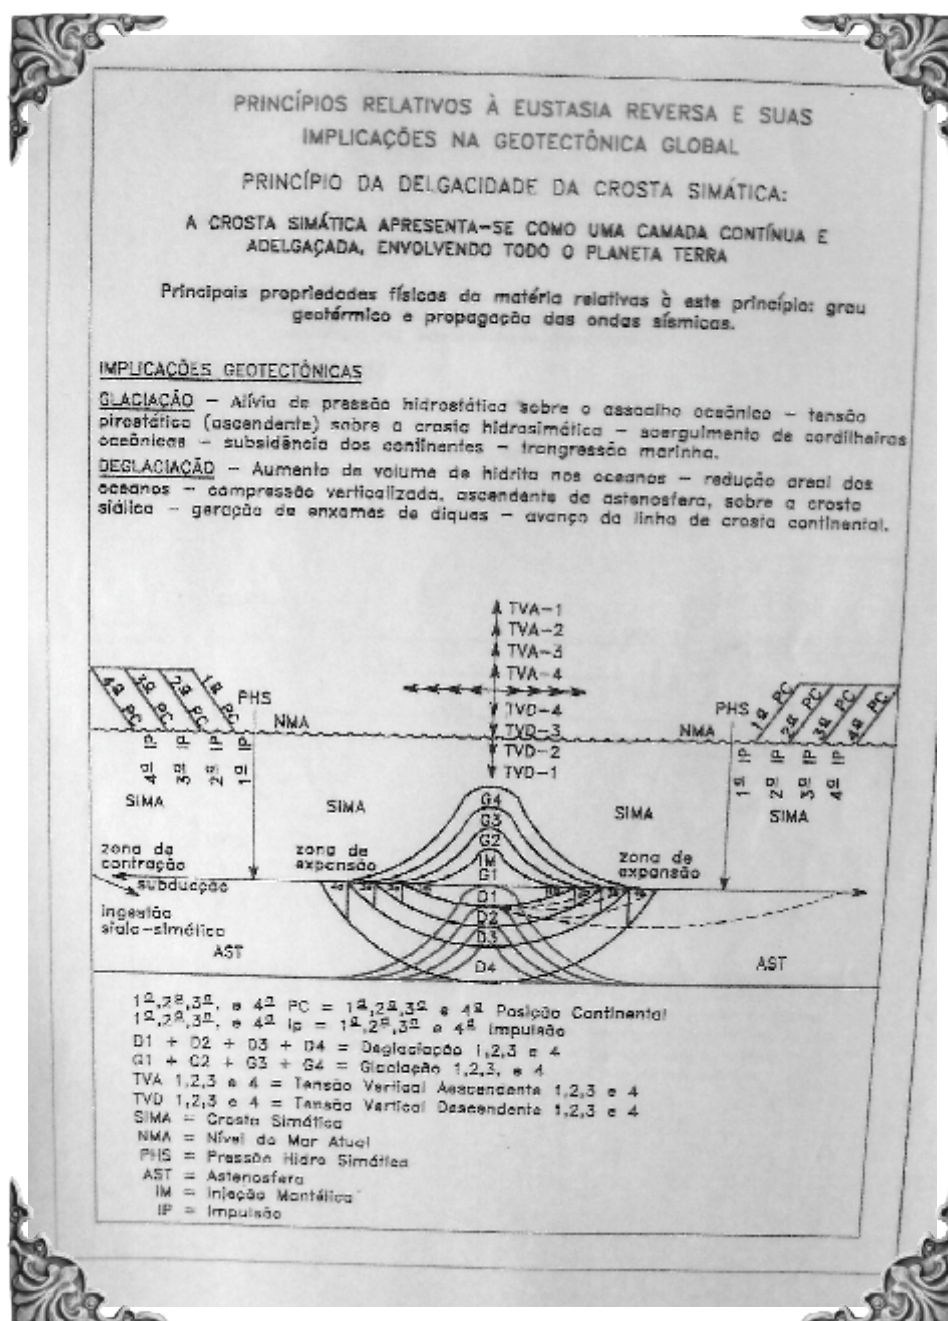 PRINCÍPIOS RELATIVOS À EUSTASIA REVERSA E SUAS
IMPLICAÇÕES NA GEOTECTÔNICA GLOBAL
PRINCÍPIO DA DELGACIDADE DA CROSTA SIMÁTICA:
A CROSTA SIMÁTICA APRESENTA-SE COMO UMA CAMADA CONTÍNUA E
ADELGAÇADA, ENVOLVENDO TODO O PLANETA TERRA
Principais propriedades físicas da matéria relativas à este princípio: grau
geotérmico e propagação das ondas sísmicas.
IMPLICAÇÕES GEOTECTÔNICAS
GLACIAÇÃO – Alívio de pressão hidrostática sobre o assoalho oceânico – tensão
pirostática (ascendente) sobre a crosta hidrosimática – soerguimento de cordilheiras
oceânicas – subsidência dos continentes – trangressão marinha.
DEGLACIAÇÃO – Aumento de volume de hidrita nos oceanos – redução areal dos
oceanos – compressão verticalizada, ascendente da astenosfera, sobre a crosta
siálica – geração de enxames de diques – avanço da linha de crosta continental.
TVA-1
TVA-2
TVA-3
TVA-4
TVD-4
TVD-3
TVD-2
TVD-1
4ª PC 3ª PC 2ª PC 1ª PC
PHS
NMA
4ª IP 3ª IP 2ª IP 1ª IP
PHS
NMA
1ª PC 2ª PC 3ª PC 4ª PC
1ª IP 2ª IP 3ª IP 4ª IP
SIMA
SIMA
SIMA
SIMA
G4
G3
G2
IM
G1
zona de
contração
subducção
zona de
expansão
zona de
expansão
D1
D2
D3
D4
ingestão
sialo-simática
AST
AST
1ª,2ª,3ª, e 4ª PC = 1ª,2ª,3ª e 4ª Posição Continental
1ª,2ª,3ª, e 4ª Ip = 1ª,2ª,3ª e 4ª Impulsão
D1 + D2 + D3 + D4 = Deglaciação 1,2,3 e 4
G1 + G2 + G3 + G4 = Glaciação 1,2,3, e 4
TVA 1,2,3 e 4 = Tensão Vertical Aescendente 1,2,3 e 4
TVD 1,2,3 e 4 = Tensão Vertical Descendente 1,2,3 e 4
SIMA = Crosta Simática
NMA = Nível do Mar Atual
PHS = Pressão Hidro Simática
AST = Astenosfera
IM = Injeção Mantélica
IP = Impulsão